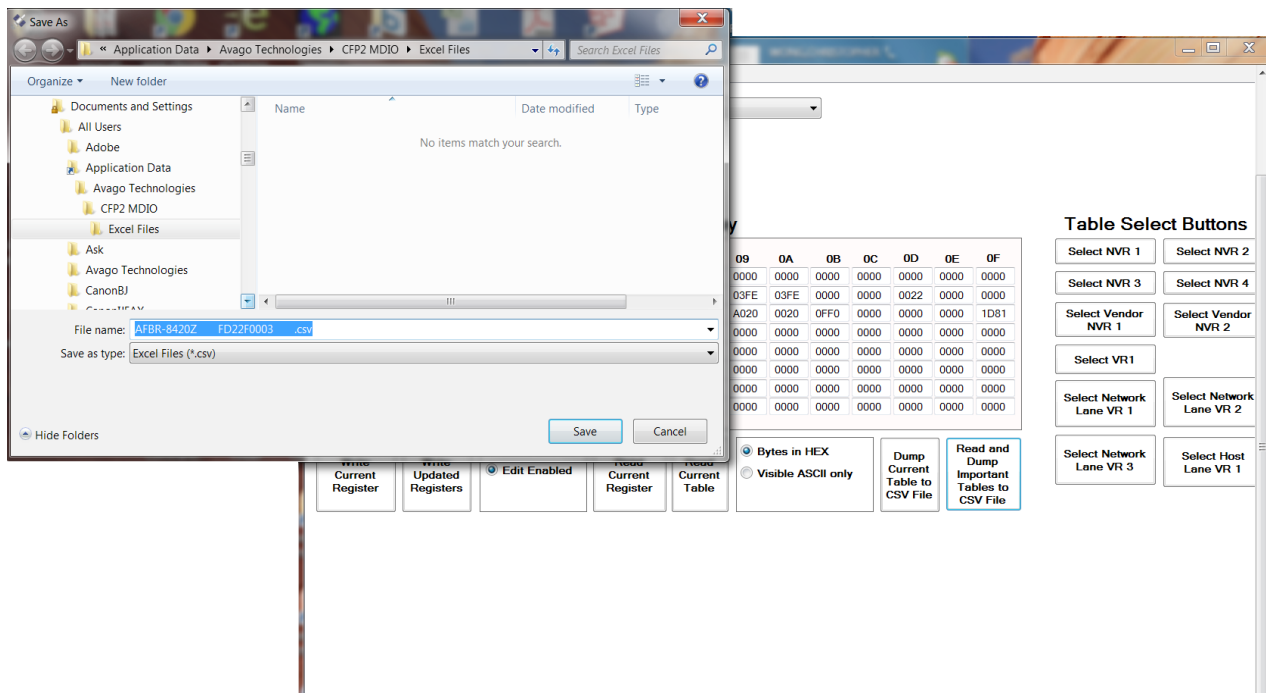 Save As
« Application Data ▸ Avago Technologies ▸ CFP2 MDIO ▸ Excel Files
Search Excel Files
Organize
New folder
Documents and Settings
All Users
Adobe
Application Data
Avago Technologies
CFP2 MDIO
Excel Files
Ask
Avago Technologies
CanonBJ
Name
Date modified
Type
No items match your search.
File name:
AFBR-8420Z FD22F0003 .csv
Save as type:
Excel Files (*.csv)
Hide Folders
Save
Cancel
y
09 0A 0B 0C 0D 0E 0F
0000 0000 0000 0000 0000 0000 0000
03FE 03FE 0000 0000 0022 0000 0000
A020 0020 0FF0 0000 0000 0000 1D81
0000 0000 0000 0000 0000 0000 0000
0000 0000 0000 0000 0000 0000 0000
0000 0000 0000 0000 0000 0000 0000
0000 0000 0000 0000 0000 0000 0000
0000 0000 0000 0000 0000 0000 0000
Table Select Buttons
Select NVR 1
Select NVR 2
Select NVR 3
Select NVR 4
Select Vendor
NVR 1
Select Vendor
NVR 2
Select VR1
Select Network
Lane VR 1
Select Network
Lane VR 2
Select Network
Lane VR 3
Select Host
Lane VR 1
Write
Current
Register
Write
Updated
Registers
Edit Enabled
Read
Current
Register
Read
Current
Table
Bytes in HEX
Visible ASCII only
Dump
Current
Table to
CSV File
Read and
Dump
Important
Tables to
CSV File